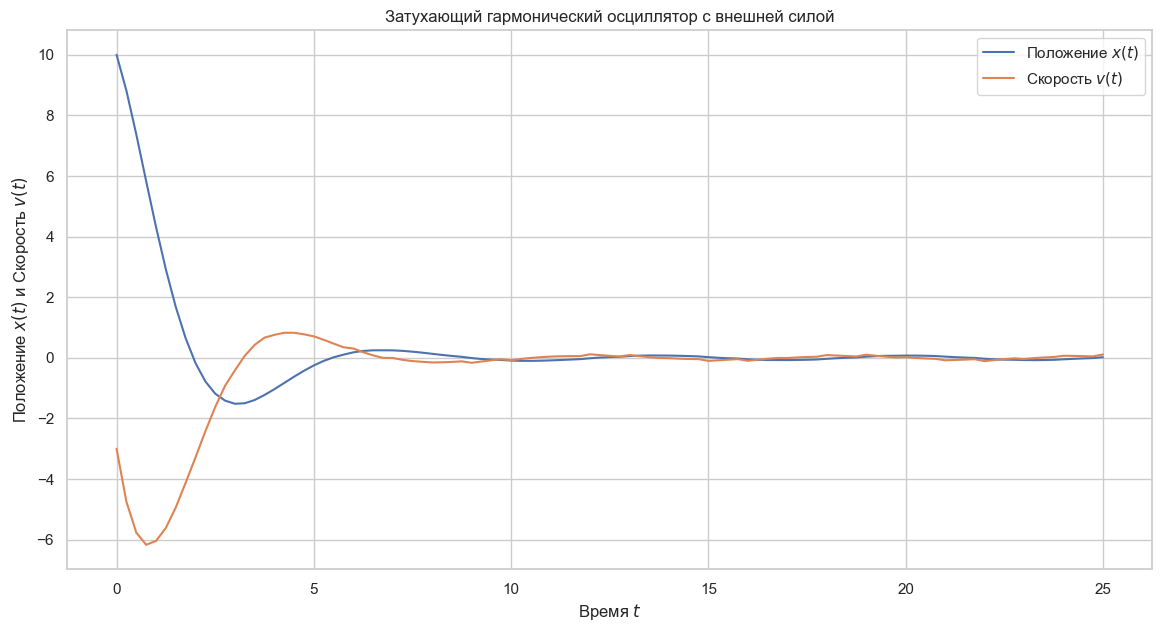 Затухающий гармонический осциллятор с внешней силой
Положение x(t)
Скорость v(t)
Положение x(t) и Скорость v(t)
10
8
6
4
2
0
−2
−4
−6
0 5 10 15 20 25
Время t